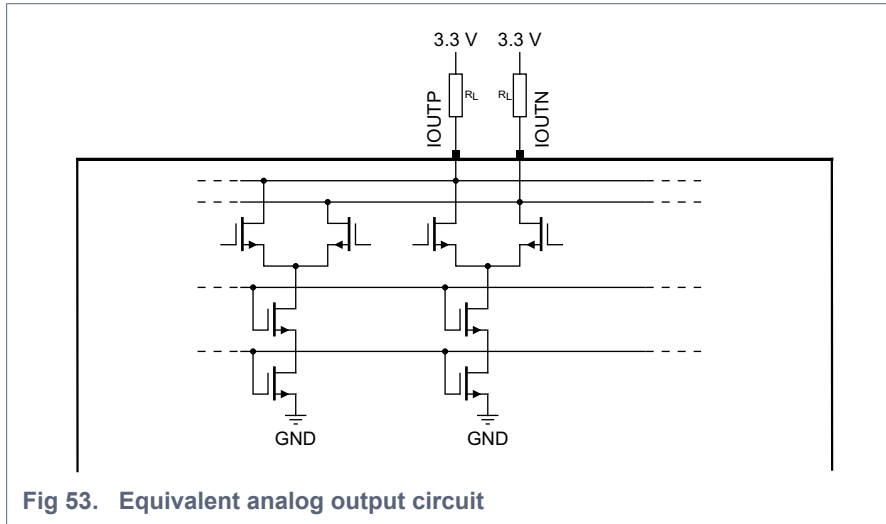 3.3 V 3.3 V
IOUTP RL RL IOUTN
GND GND
Fig 53. Equivalent analog output circuit